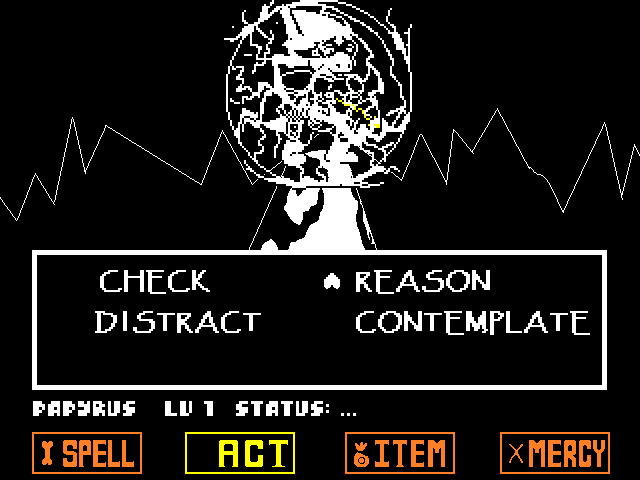 CHECK REASON
DISTRACT CONTEMPLATE
PAPYRUS LV 1 STATUS: ...
SPELL ACT ITEM MERCY